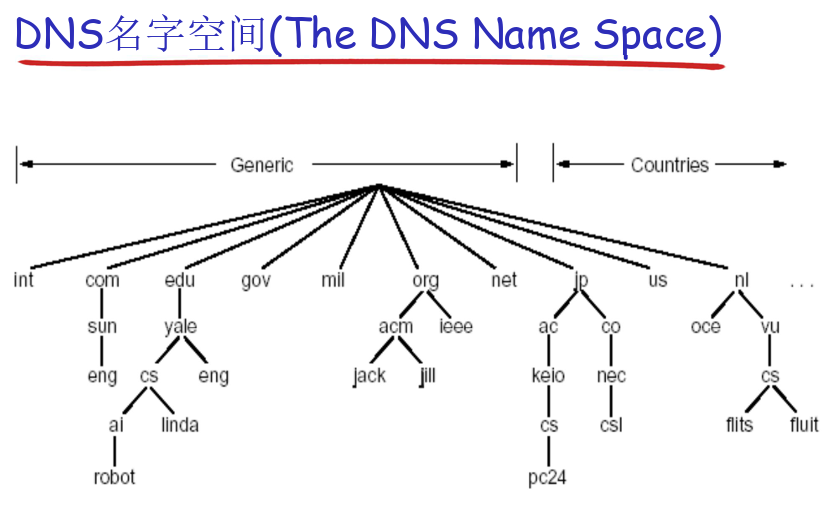 DNS名字空间(The DNS Name Space)
Generic Countries
int com edu gov mil org net jp us nl ...
sun yale acm ieee ac co oce vu
eng cs eng jack jill keio nec cs
ai linda cs csl flits fluit
robot pc24